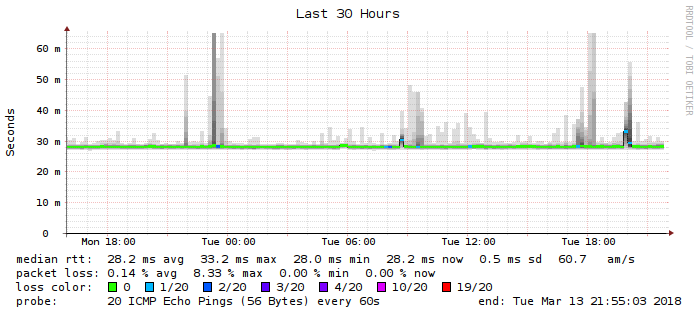 Last 30 Hours
RRDTOOL / TOBI OETIKER
Seconds
60 m
50 m
40 m
30 m
20 m
10 m
0
Mon 18:00 Tue 00:00 Tue 06:00 Tue 12:00 Tue 18:00
median rtt: 28.2 ms avg 33.2 ms max 28.0 ms min 28.2 ms now 0.5 ms sd 60.7 am/s
packet loss: 0.14 % avg 8.33 % max 0.00 % min 0.00 % now
loss color: 0 1/20 2/20 3/20 4/20 10/20 19/20
probe: 20 ICMP Echo Pings (56 Bytes) every 60s end: Tue Mar 13 21:55:03 2018